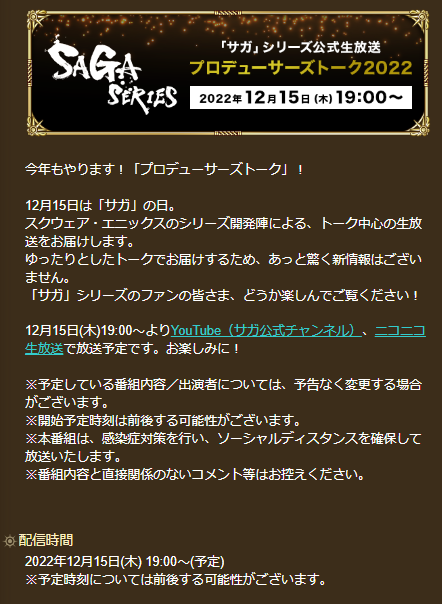 SAGA
SERIES
「サガ」シリーズ公式生放送
プロデューサーズトーク2022
2022年12月15日(木)19:00～
今年もやります！「プロデューサーズトーク」！
12月15日は「サガ」の日。
スクウェア・エニックスのシリーズ開発陣による、トーク中心の生放
送をお届けします。
ゆったりとしたトークでお届けするため、あっと驚く新情報はござい
ません。
「サガ」シリーズのファンの皆さま、どうか楽しんでご覧ください！
12月15日(木)19:00～よりYouTube（サガ公式チャンネル）、ニコニコ
生放送で放送予定です。お楽しみに！
※予定している番組内容／出演者については、予告なく変更する場合
がございます。
※開始予定時刻は前後する可能性がございます。
※本番組は、感染症対策を行い、ソーシャルディスタンスを確保して
放送いたします。
※番組内容と直接関係のないコメント等はお控えください。
配信時間
2022年12月15日(木) 19:00～(予定)
※予定時刻については前後する可能性がございます。